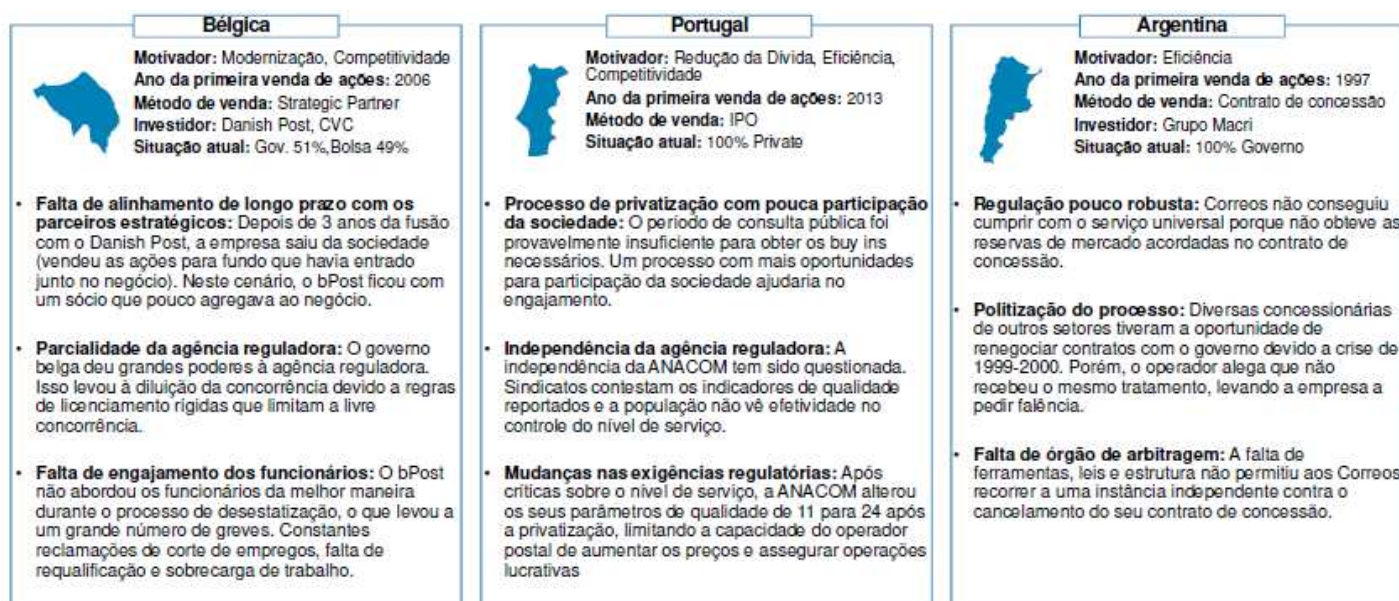 Bélgica
Motivador: Modernização, Competitividade
Ano da primeira venda de ações: 2006
Método de venda: Strategic Partner
Investidor: Danish Post, CVC
Situação atual: Gov. 51%,Bolsa 49%
• Falta de alinhamento de longo prazo com os
parceiros estratégicos: Depois de 3 anos da fusão
com o Danish Post, a empresa saiu da sociedade
(vendeu as ações para fundo que havia entrado
junto no negócio). Neste cenário, o bPost ficou com
um sócio que pouco agregava ao negócio.
• Parcialidade da agência reguladora: O governo
belga deu grandes poderes à agência reguladora.
Isso levou à diluição da concorrência devido a regras
de licenciamento rígidas que limitam a livre
concorrência.
• Falta de engajamento dos funcionários: O bPost
não abordou os funcionários da melhor maneira
durante o processo de desestatização, o que levou a
um grande número de greves. Constantes
reclamações de corte de empregos, falta de
requalificação e sobrecarga de trabalho.
Portugal
Motivador: Redução da Dívida, Eficiência,
Competitividade
Ano da primeira venda de ações: 2013
Método de venda: IPO
Situação atual: 100% Private
• Processo de privatização com pouca participação
da sociedade: O período de consulta pública foi
provavelmente insuficiente para obter os buy ins
necessários. Um processo com mais oportunidades
para participação da sociedade ajudaria no
engajamento.
• Independência da agência reguladora: A
independência da ANACOM tem sido questionada.
Sindicatos contestam os indicadores de qualidade
reportados e a população não vê efetividade no
controle do nível de serviço.
• Mudanças nas exigências regulatórias: Após
críticas sobre o nível de serviço, a ANACOM alterou
os seus parâmetros de qualidade de 11 para 24 após
a privatização, limitando a capacidade do operador
postal de aumentar os preços e assegurar operações
lucrativas
Argentina
Motivador: Eficiência
Ano da primeira venda de ações: 1997
Método de venda: Contrato de concessão
Investidor: Grupo Macri
Situação atual: 100% Governo
• Regulação pouco robusta: Correos não conseguiu
cumprir com o serviço universal porque não obteve as
reservas de mercado acordadas no contrato de
concessão.
• Politização do processo: Diversas concessionárias
de outros setores tiveram a oportunidade de
renegociar contratos com o governo devido a crise de
1999-2000. Porém, o operador alega que não
recebeu o mesmo tratamento, levando a empresa a
pedir falência.
• Falta de órgão de arbitragem: A falta de
ferramentas, leis e estrutura não permitiu aos Correos
recorrer a uma instância independente contra o
cancelamento do seu contrato de concessão.